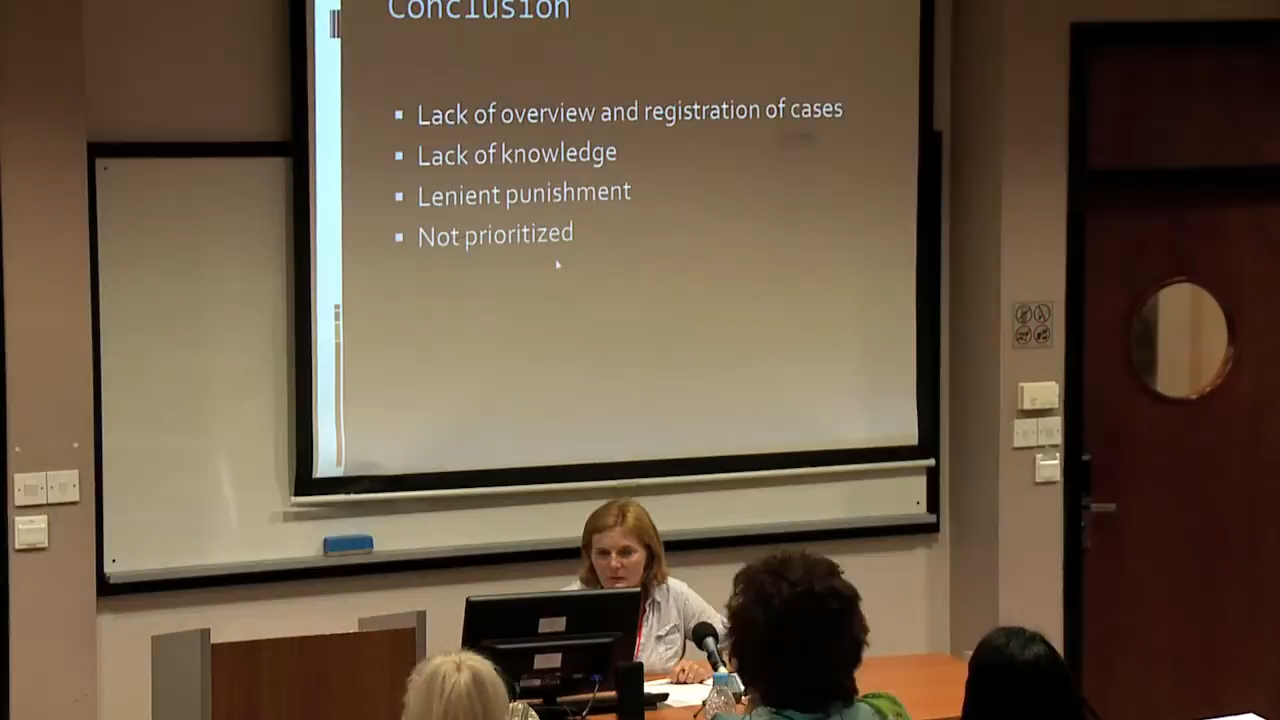 Conclusion
Lack of overview and registration of cases
Lack of knowledge
Lenient punishment
Not prioritized